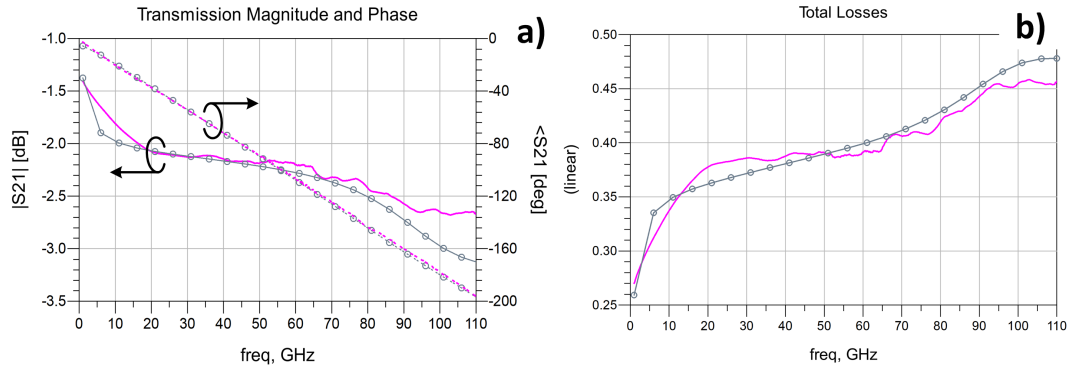 Transmission Magnitude and Phase
a)
|S21| [dB]
-1.0
-1.5
-2.0
-2.5
-3.0
-3.5
0
-40
-80
-120
-160
-200
<S21 [deg]
0 10 20 30 40 50 60 70 80 90 100 110
freq, GHz
Total Losses
b)
(linear)
0.50
0.45
0.40
0.35
0.30
0.25
0 10 20 30 40 50 60 70 80 90 100 110
freq, GHz